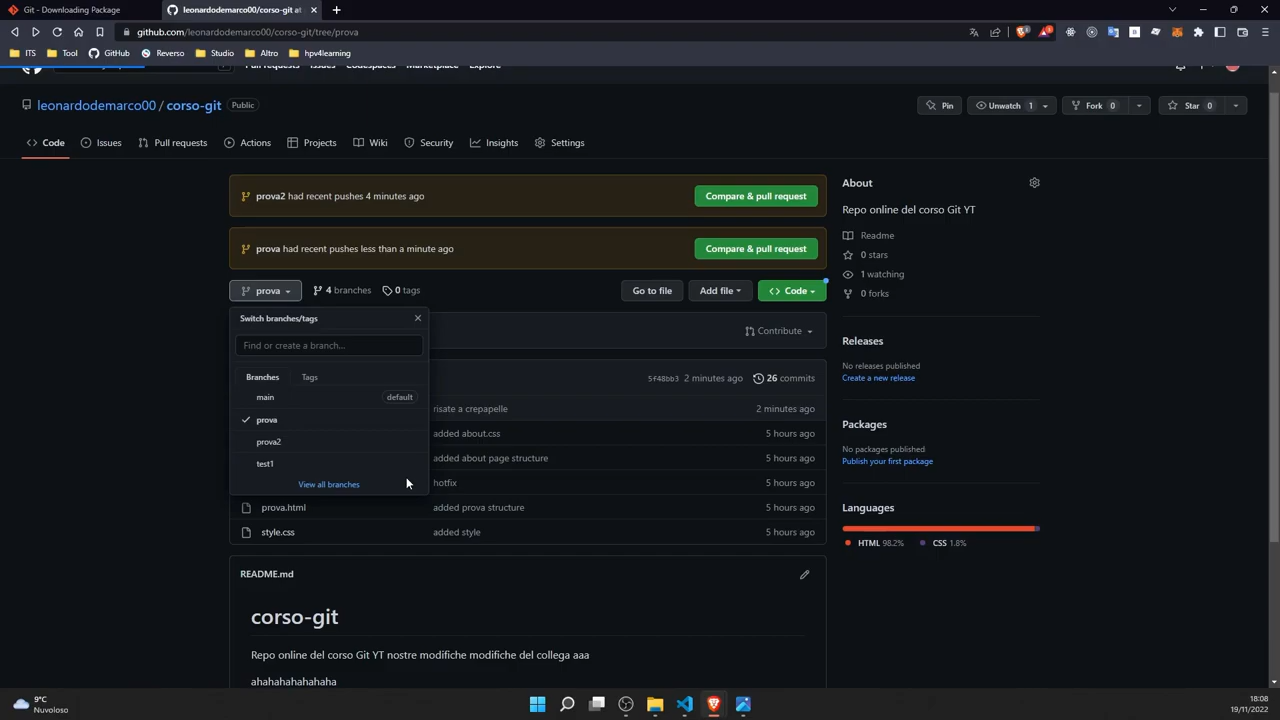 Git - Downloading Package
leonardodemarco00/corso-git at
github.com/leonardodemarco00/corso-git/tree/prova
ITS
Tool
GitHub
Reverso
Studio
Altro
hpv4learning
Pull requests
Issues
Codespaces
Marketplace
Explore
leonardodemarco00 / corso-git
Public
Pin
Unwatch 1
Fork 0
Star 0
Code
Issues
Pull requests
Actions
Projects
Wiki
Security
Insights
Settings
prova2 had recent pushes 4 minutes ago
Compare & pull request
prova had recent pushes less than a minute ago
Compare & pull request
prova
4 branches
0 tags
Go to file
Add file
Code
Switch branches/tags
Find or create a branch...
Branches
Tags
main
default
prova
prova2
test1
View all branches
Contribute
5f48bb3 2 minutes ago
26 commits
risate a crepapelle
2 minutes ago
added about.css
5 hours ago
added about page structure
5 hours ago
hotfix
5 hours ago
prova.html
added prova structure
5 hours ago
style.css
added style
5 hours ago
README.md
corso-git
Repo online del corso Git YT nostre modifiche modifiche del collega aaa
ahahahahahaha
About
Repo online del corso Git YT
Readme
0 stars
1 watching
0 forks
Releases
No releases published
Create a new release
Packages
No packages published
Publish your first package
Languages
HTML 98.2%
CSS 1.8%
9°C
Nuvoloso
18:08
19/11/2022